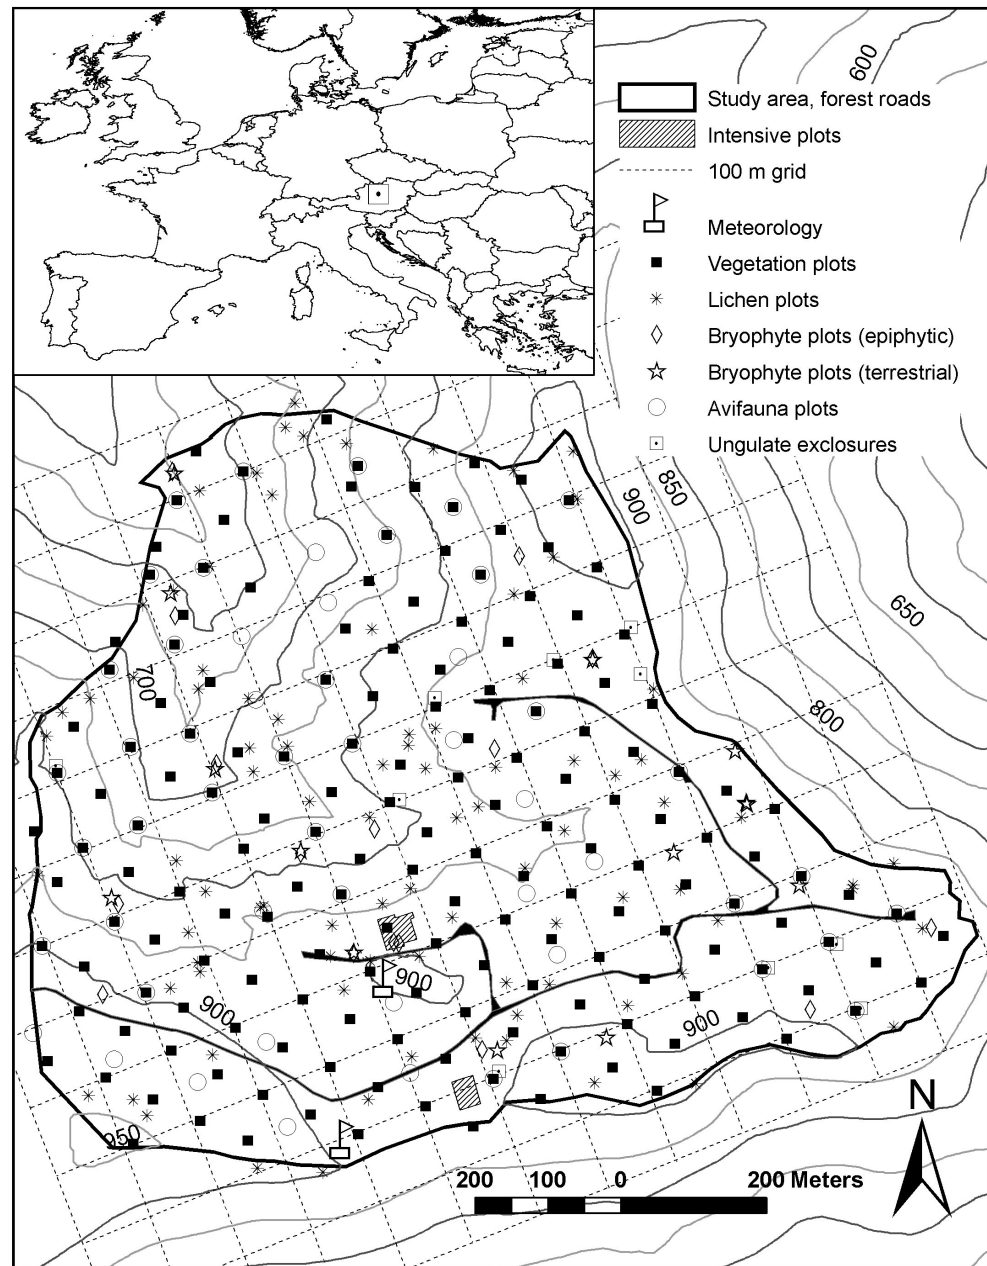 600
Study area, forest roads
Intensive plots
100 m grid
Meteorology
Vegetation plots
Lichen plots
Bryophyte plots (epiphytic)
Bryophyte plots (terrestrial)
Avifauna plots
Ungulate exclosures
850
900
650
700
800
900
900
900
950
N
200 100 0 200 Meters